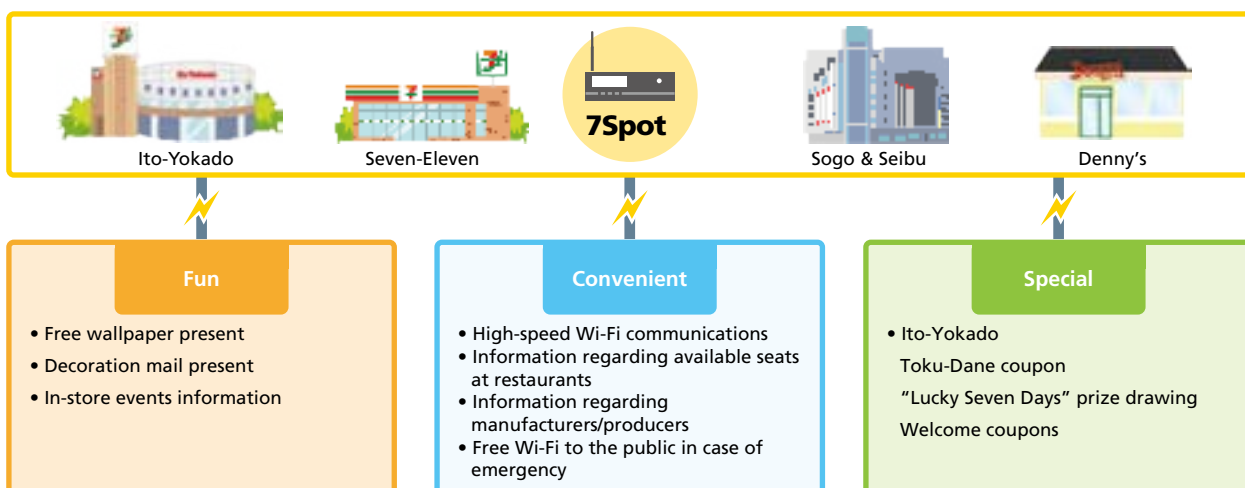 7Spot
Ito-Yokado
Seven-Eleven
Sogo & Seibu
Denny's
Fun
• Free wallpaper present
• Decoration mail present
• In-store events information
Convenient
• High-speed Wi-Fi communications
• Information regarding available seats
at restaurants
• Information regarding
manufacturers/producers
• Free Wi-Fi to the public in case of
emergency
Special
• Ito-Yokado
Toku-Dane coupon
“Lucky Seven Days” prize drawing
Welcome coupons